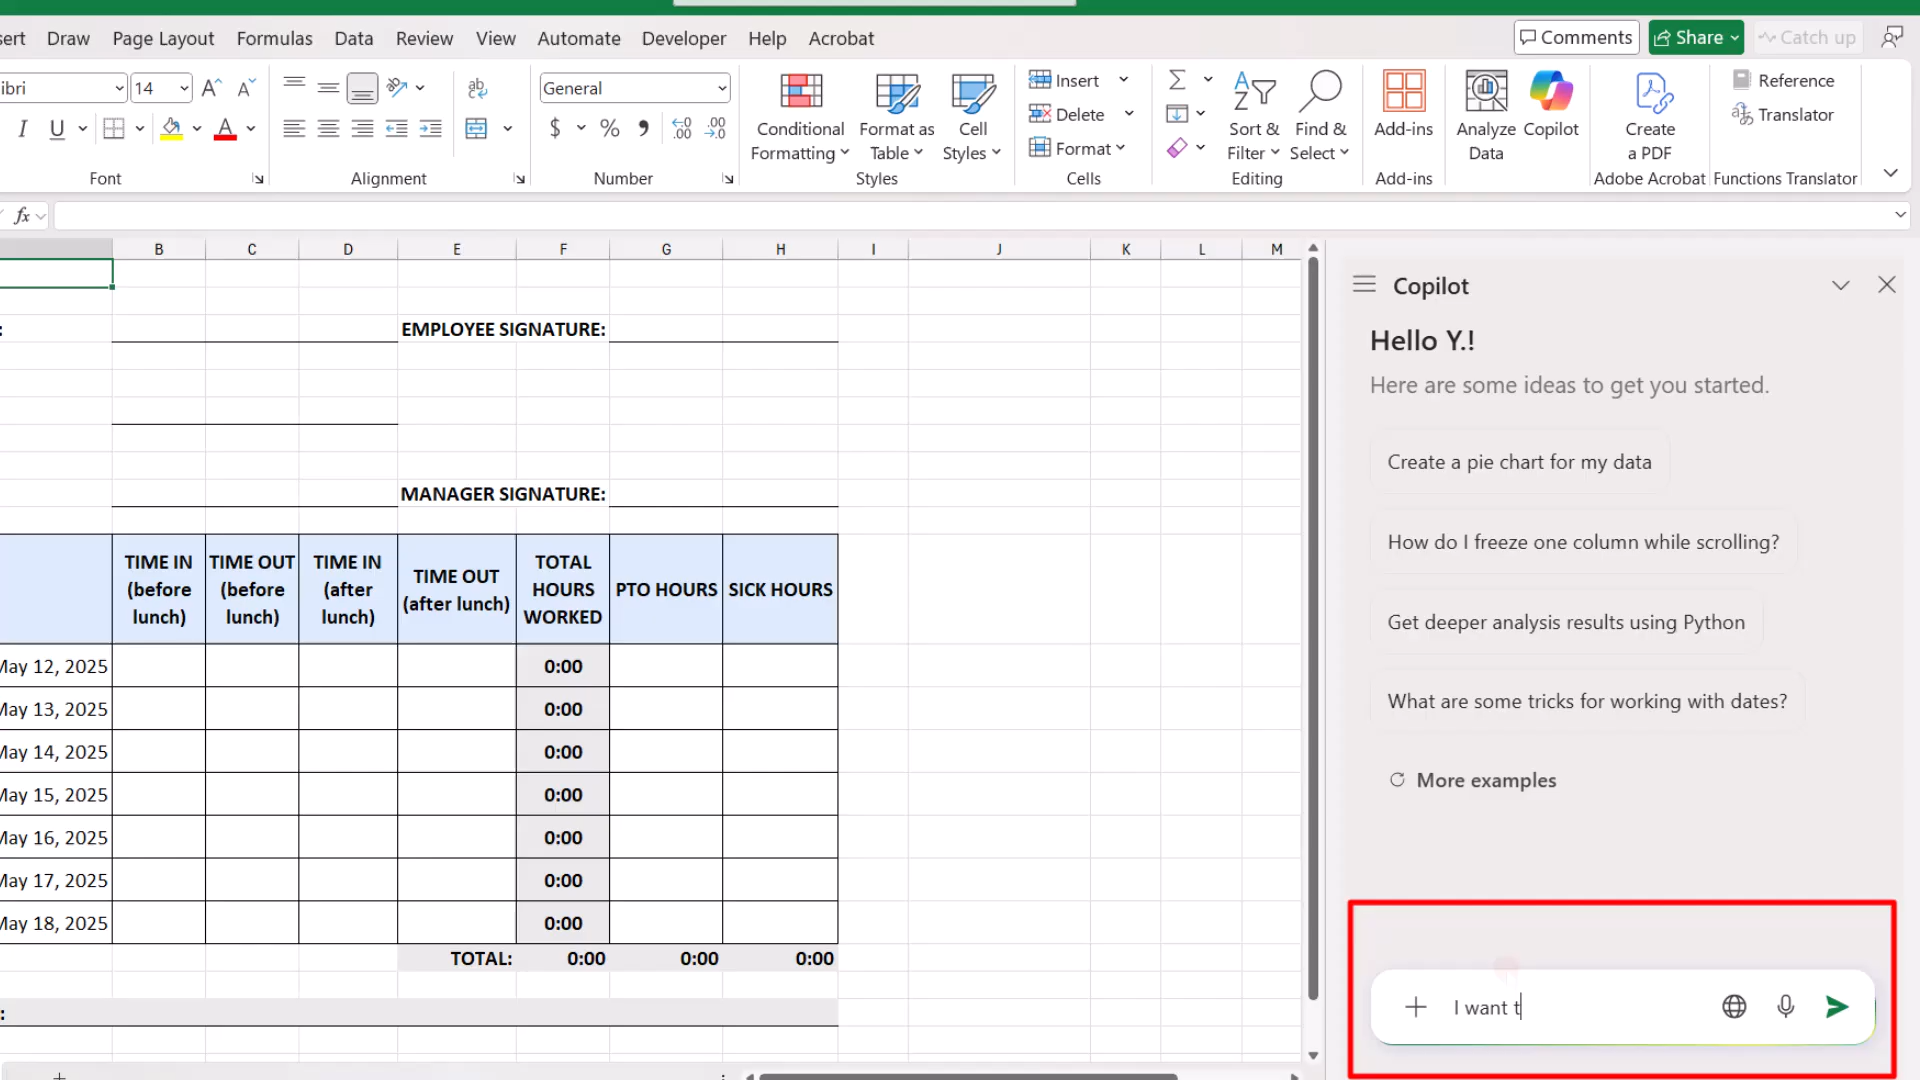 ert Draw Page Layout Formulas Data Review View Automate Developer Help Acrobat Comments Share Catch up
ibri 14 A A ab General Insert Σ A Z Reference
I U A $ % 9 .00 .00 Conditional Formatting Format as Table Cell Styles Delete Format Sort & Filter Find & Select Add-ins Analyze Data Copilot Create a PDF Translator
Font Alignment Number Styles Cells Editing Add-ins Adobe Acrobat Functions Translator
fx
B C D E F G H I J K L M
: EMPLOYEE SIGNATURE:
MANAGER SIGNATURE:
TIME IN (before lunch) TIME OUT (before lunch) TIME IN (after lunch) TIME OUT (after lunch) TOTAL HOURS WORKED PTO HOURS SICK HOURS
May 12, 2025 0:00
May 13, 2025 0:00
May 14, 2025 0:00
May 15, 2025 0:00
May 16, 2025 0:00
May 17, 2025 0:00
May 18, 2025 0:00
TOTAL: 0:00 0:00 0:00
:
Copilot
Hello Y.!
Here are some ideas to get you started.
Create a pie chart for my data
How do I freeze one column while scrolling?
Get deeper analysis results using Python
What are some tricks for working with dates?
More examples
I want t